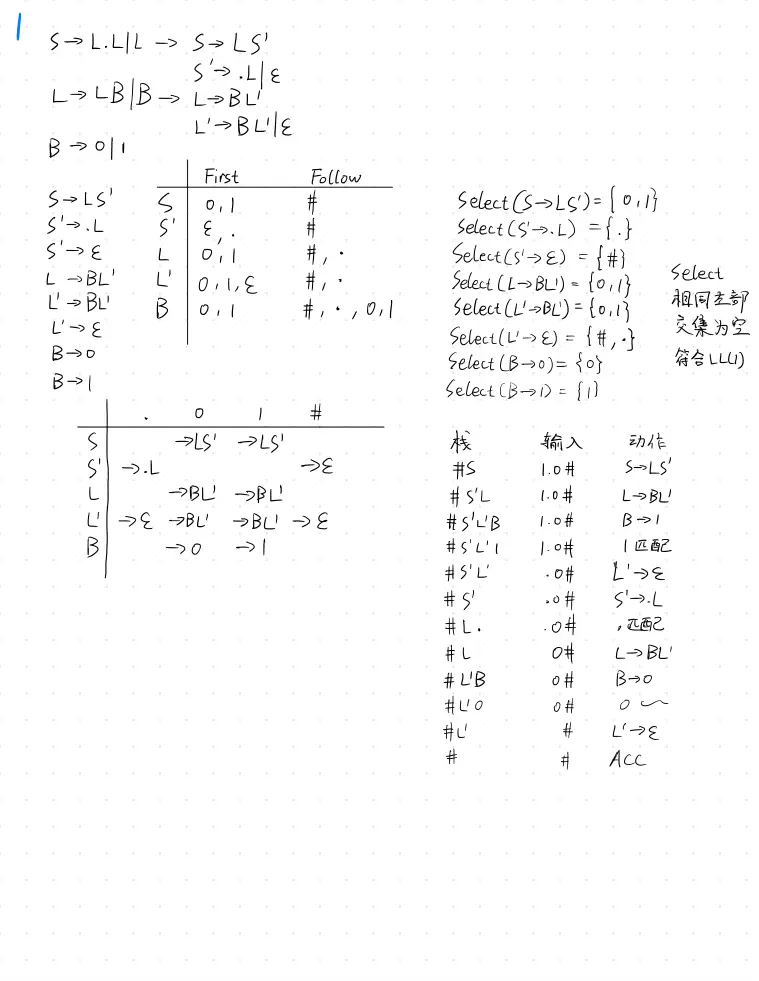 1
S→L.L|L → S→LS'
S'→.L|ε
L→LB|B → L→BL'
L'→BL'|ε
B→0|1
First Follow
S 0,1 #
S' ε,. #
L 0,1 #,·
L' 0,1,ε #,·
B 0,1 #,·,0,1
S→LS'
S'→.L
S'→ε
L→BL'
L'→BL'
L'→ε
B→0
B→1
Select(S→LS')={0,1}
Select(S'→.L)={.}
Select(S'→ε)={#}
Select(L→BL')={0,1}
Select(L'→BL')={0,1}
Select(L'→ε)={#,·}
Select(B→0)={0}
Select(B→1)={1}
Select
相同左部
交集为空
符合LL(1)
. 0 1 #
S →LS' →LS'
S' →.L →ε
L →BL' →BL'
L' →ε →BL' →BL' →ε
B →0 →1
栈 输入 动作
#S 1.0# S→LS'
#S'L 1.0# L→BL'
#S'L'B 1.0# B→1
#S'L'1 1.0# 1匹配
#S'L' .0# L'→ε
#S' .0# S'→.L
#L. .0# .匹配
#L 0# L→BL'
#L'B 0# B→0
#L'0 0# 0 ~
#L' # L'→ε
# # ACC